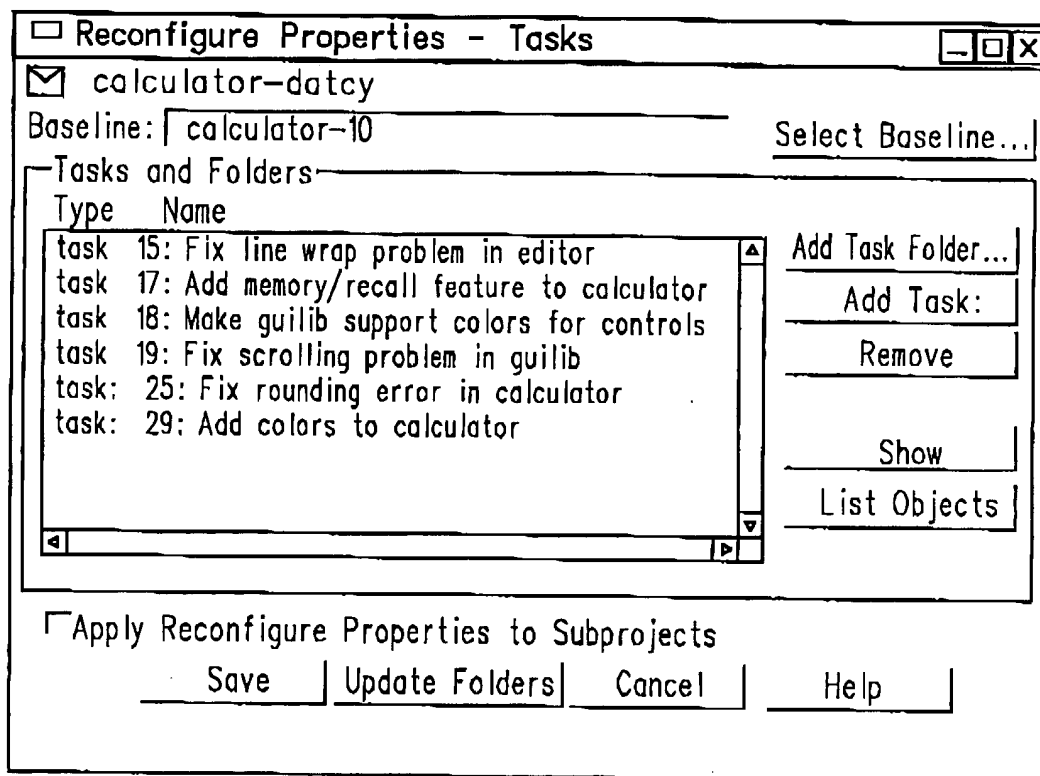 Reconfigure Properties - Tasks
calculator-datcy
Baseline: calculator-10
Select Baseline...
Tasks and Folders
Type Name
task 15: Fix line wrap problem in editor
task 17: Add memory/recall feature to calculator
task 18: Make guilib support colors for controls
task 19: Fix scrolling problem in guilib
task: 25: Fix rounding error in calculator
task: 29: Add colors to calculator
Add Task Folder...
Add Task:
Remove
Show
List Objects
Apply Reconfigure Properties to Subprojects
Save Update Folders Cancel Help